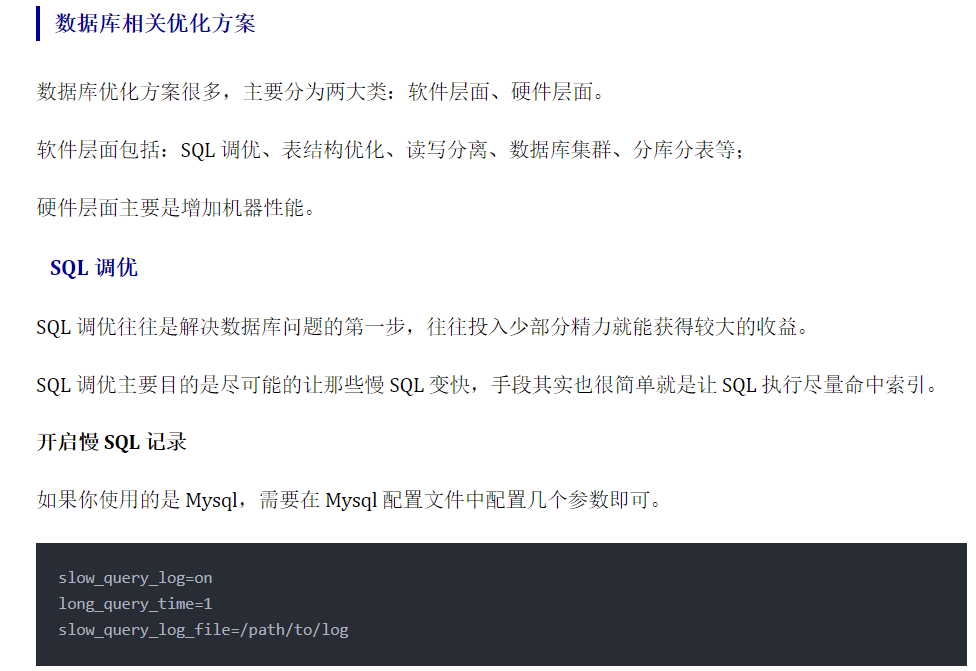 数据库相关优化方案
数据库优化方案很多，主要分为两大类：软件层面、硬件层面。
软件层面包括：SQL 调优、表结构优化、读写分离、数据库集群、分库分表等；
硬件层面主要是增加机器性能。
SQL 调优
SQL 调优往往是解决数据库问题的第一步，往往投入少部分精力就能获得较大的收益。
SQL 调优主要目的是尽可能的让那些慢 SQL 变快，手段其实也很简单就是让 SQL 执行尽量命中索引。
开启慢 SQL 记录
如果你使用的是 Mysql，需要在 Mysql 配置文件中配置几个参数即可。
slow_query_log=on
long_query_time=1
slow_query_log_file=/path/to/log